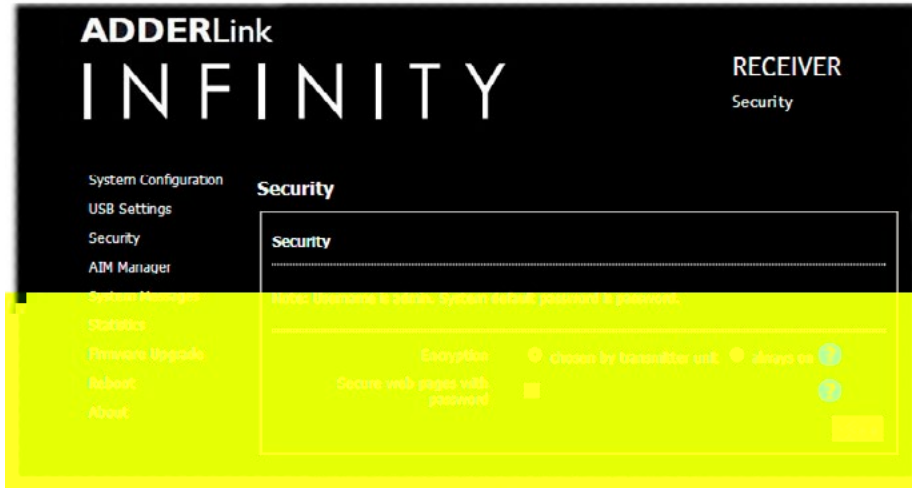 ADDERLink
INFINITY
RECEIVER
Security
System Configuration
USB Settings
Security
AIM Manager
System Messages
Statistics
Firmware Upgrade
Reboot
About
Security
Security
Note: Username is admin. System default password is password.
Encryption chosen by transmitter unit always on ?
Secure web pages with
password ?